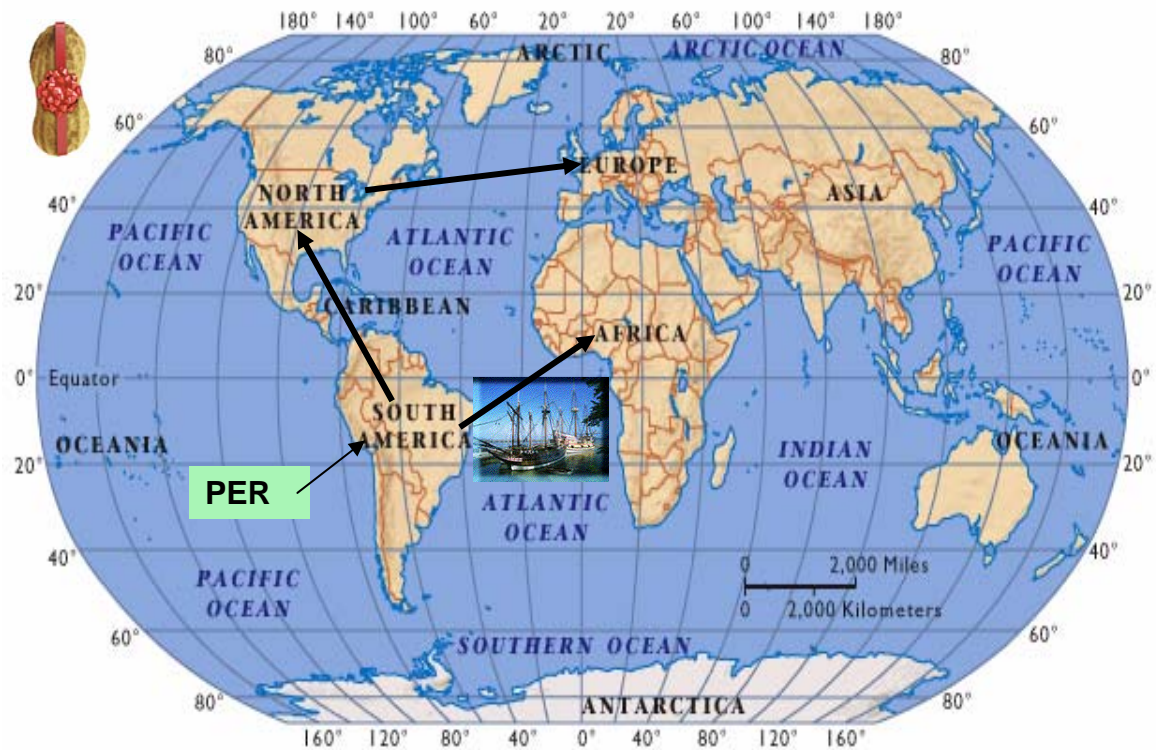 180° 140° 100° 60° 20° 20° 60° 100° 140° 180°
ARCTIC
ARCTIC OCEAN
80°
80°
60°
60°
EUROPE
NORTH
AMERICA
ASIA
40°
40°
PACIFIC
OCEAN
ATLANTIC
OCEAN
PACIFIC
OCEAN
20°
CARIBBEAN
20°
AFRICA
0°
Equator
0°
SOUTH
AMERICA
OCEANIA
OCEANIA
INDIAN
OCEAN
20°
20°
PER
ATLANTIC
OCEAN
40°
40°
0 2,000 Miles
0 2,000 Kilometers
PACIFIC
OCEAN
60°
60°
SOUTHERN OCEAN
80°
80°
ANTARCTICA
160° 120° 80° 40° 0° 40° 80° 120° 160°